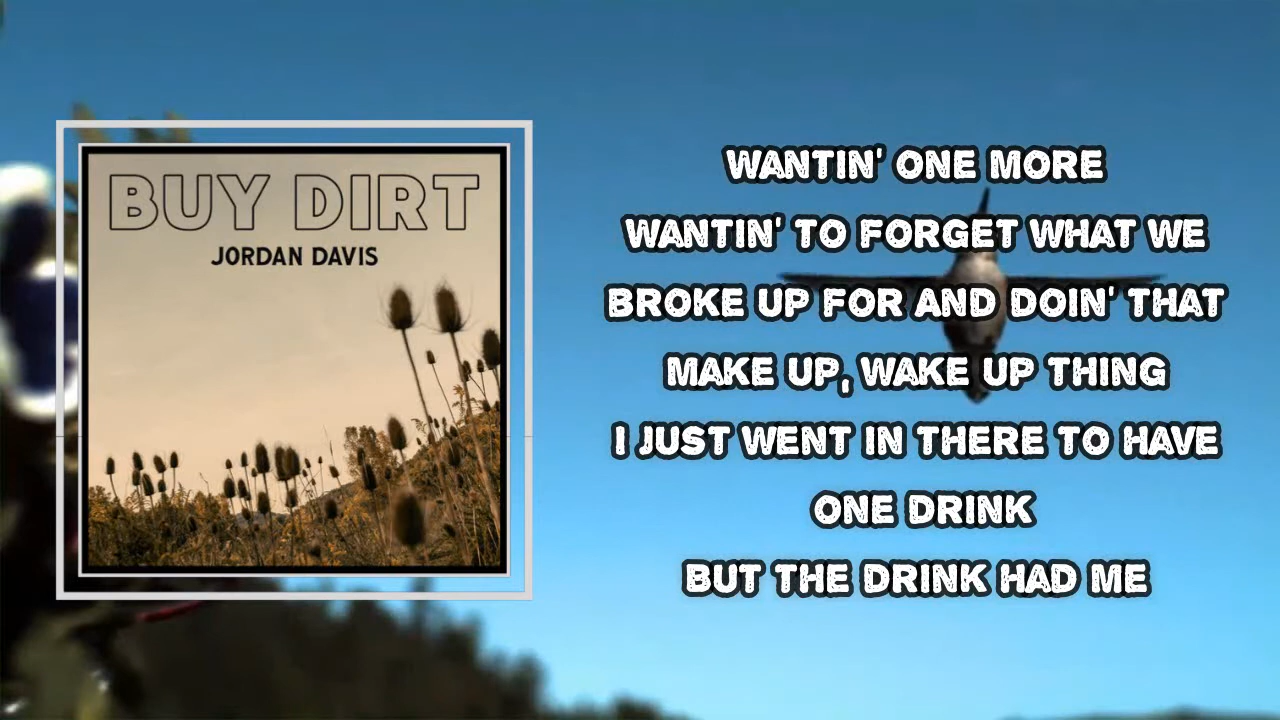 BUY DIRT
JORDAN DAVIS
WANTIN' ONE MORE
WANTIN' TO FORGET WHAT WE
BROKE UP FOR AND DOIN' THAT
MAKE UP, WAKE UP THING
I JUST WENT IN THERE TO HAVE
ONE DRINK
BUT THE DRINK HAD ME